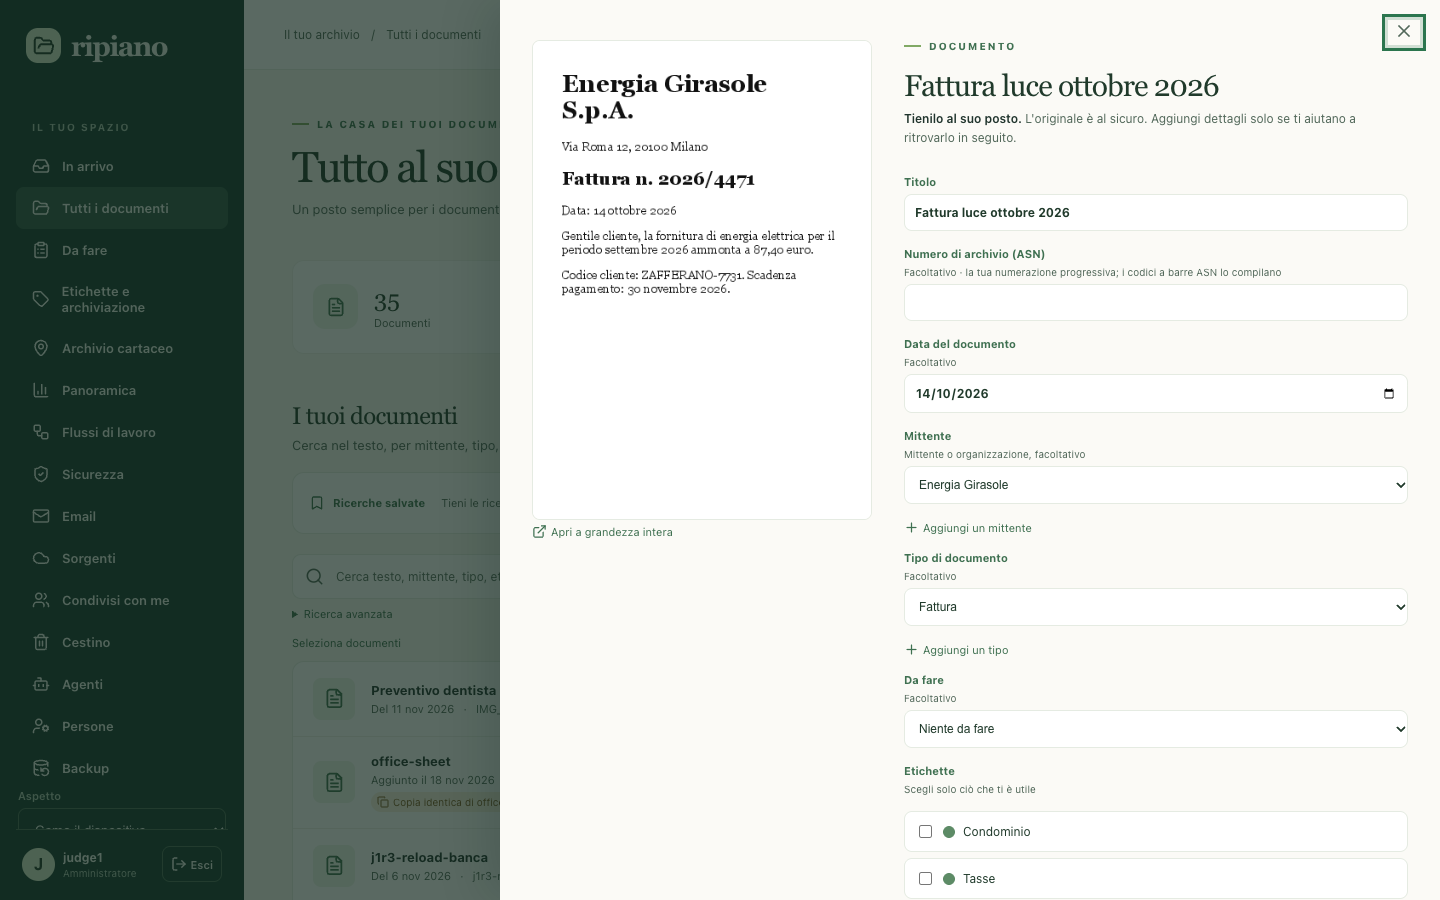 ripiano
IL TUO SPAZIO
In arrivo
Tutti i documenti
Da fare
Etichette e
archiviazione
Archivio cartaceo
Panoramica
Flussi di lavoro
Sicurezza
Email
Sorgenti
Condivisi con me
Cestino
Agenti
Persone
Backup
Aspetto
Come il dispositivo
J
judge1
Amministratore
Esci
Il tuo archivio / Tutti i documenti
LA CASA DEI TUOI DOCUM
Tutto al suo
Un posto semplice per i document
35
Documenti
I tuoi documenti
Cerca nel testo, per mittente, tipo,
Ricerche salvate Tieni le rice
Cerca testo, mittente, tipo, et
Ricerca avanzata
Seleziona documenti
Preventivo dentista
Del 11 nov 2026 · IMG_
office-sheet
Aggiunto il 18 nov 2026
Copia identica di office
j1r3-reload-banca
Del 6 nov 2026 · j1r3-r
Energia Girasole
S.p.A.
Via Roma 12, 20100 Milano
Fattura n. 2026/4471
Data: 14 ottobre 2026
Gentile cliente, la fornitura di energia elettrica per il
periodo settembre 2026 ammonta a 87,40 euro.
Codice cliente: ZAFFERANO-7731. Scadenza
pagamento: 30 novembre 2026.
Apri a grandezza intera
DOCUMENTO
Fattura luce ottobre 2026
Tienilo al suo posto. L'originale è al sicuro. Aggiungi dettagli solo se ti aiutano a
ritrovarlo in seguito.
Titolo
Fattura luce ottobre 2026
Numero di archivio (ASN)
Facoltativo · la tua numerazione progressiva; i codici a barre ASN lo compilano
Data del documento
Facoltativo
14/10/2026
Mittente
Mittente o organizzazione, facoltativo
Energia Girasole
Aggiungi un mittente
Tipo di documento
Facoltativo
Fattura
Aggiungi un tipo
Da fare
Facoltativo
Niente da fare
Etichette
Scegli solo ciò che ti è utile
Condominio
Tasse